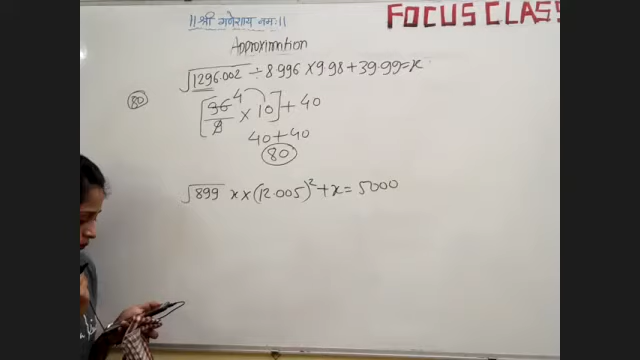 FOCUS CLASS
||श्री गणेशाय नमः||
Approximation
√1296.002 ÷ 8.996 × 9.98 + 39.99 = x
80
[36/9 4 × 10] + 40
40 + 40
80
√899 x × (12.005)² + x = 5000